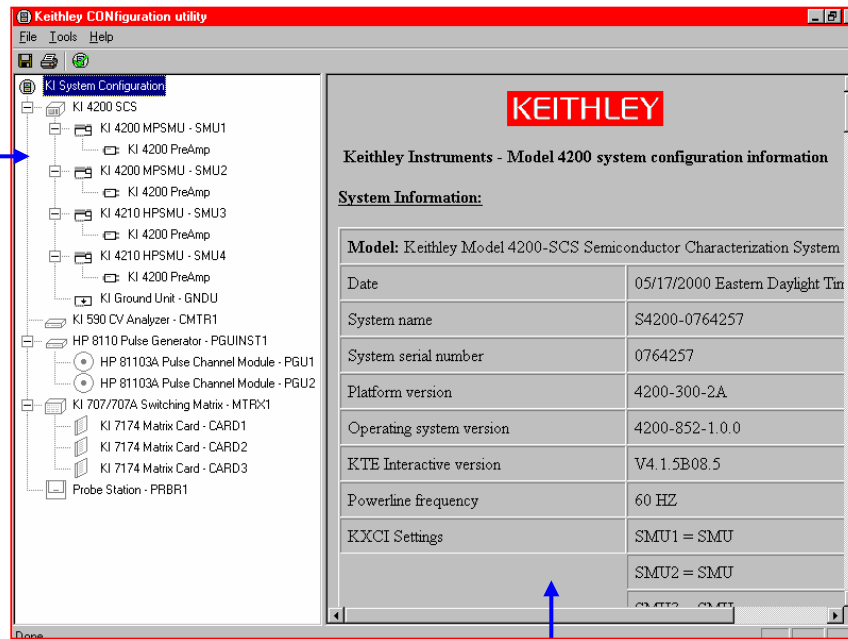 Keithley CONfiguration utility
File Tools Help
KI System Configuration
KI 4200 SCS
KI 4200 MPSMU - SMU1
KI 4200 PreAmp
KI 4200 MPSMU - SMU2
KI 4200 PreAmp
KI 4210 HPSMU - SMU3
KI 4200 PreAmp
KI 4210 HPSMU - SMU4
KI 4200 PreAmp
KI Ground Unit - GNDU
KI 590 CV Analyzer - CMTR1
HP 8110 Pulse Generator - PGUINST1
HP 81103A Pulse Channel Module - PGU1
HP 81103A Pulse Channel Module - PGU2
KI 707/707A Switching Matrix - MTRX1
KI 7174 Matrix Card - CARD1
KI 7174 Matrix Card - CARD2
KI 7174 Matrix Card - CARD3
Probe Station - PRBR1
KEITHLEY
Keithley Instruments - Model 4200 system configuration information
System Information:
Model: Keithley Model 4200-SCS Semiconductor Characterization System
Date 05/17/2000 Eastern Daylight
System name S4200-0764257
System serial number 0764257
Platform version 4200-300-2A
Operating system version 4200-852-1.0.0
KTE Interactive version V4.1.5B08.5
Powerline frequency 60 HZ
KXCI Settings SMU1 = SMU
SMU2 = SMU
Done